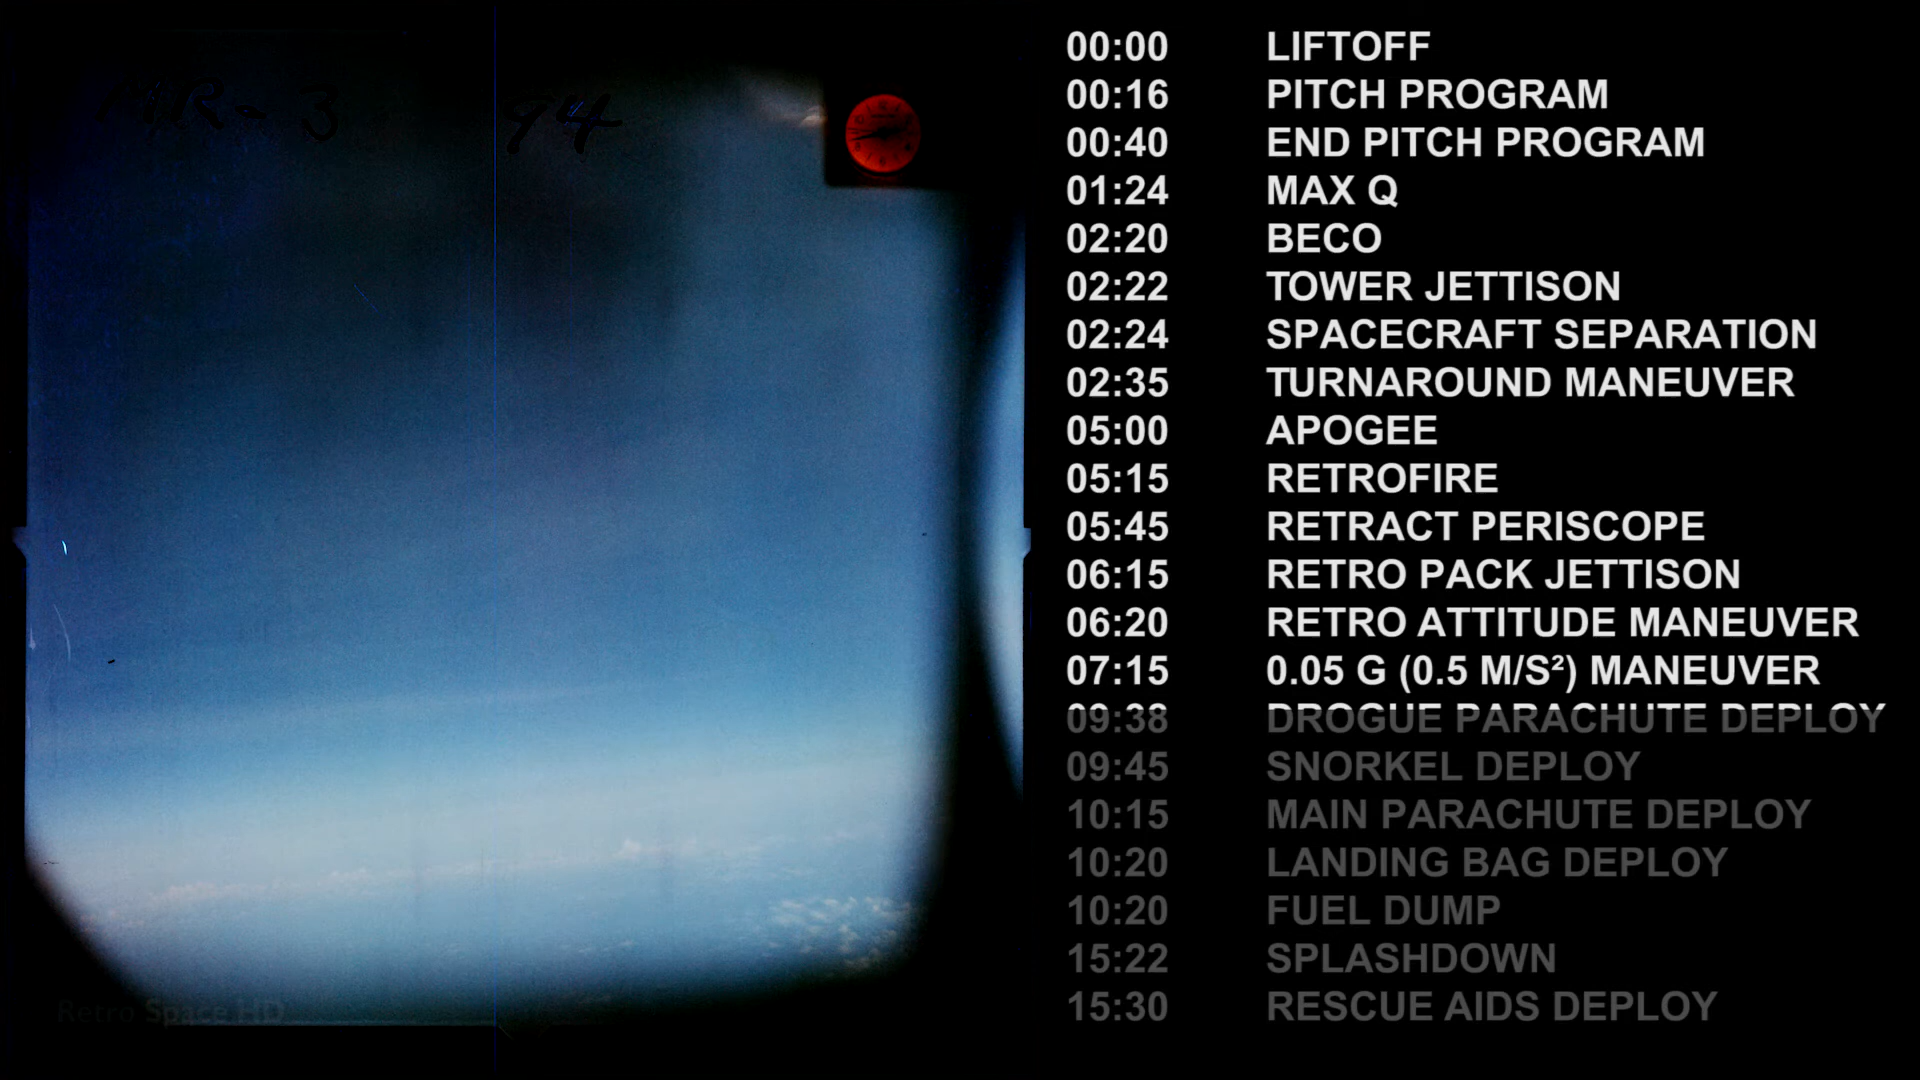 MR-3 94
00:00 LIFTOFF
00:16 PITCH PROGRAM
00:40 END PITCH PROGRAM
01:24 MAX Q
02:20 BECO
02:22 TOWER JETTISON
02:24 SPACECRAFT SEPARATION
02:35 TURNAROUND MANEUVER
05:00 APOGEE
05:15 RETROFIRE
05:45 RETRACT PERISCOPE
06:15 RETRO PACK JETTISON
06:20 RETRO ATTITUDE MANEUVER
07:15 0.05 G (0.5 M/S²) MANEUVER
09:38 DROGUE PARACHUTE DEPLOY
09:45 SNORKEL DEPLOY
10:15 MAIN PARACHUTE DEPLOY
10:20 LANDING BAG DEPLOY
10:20 FUEL DUMP
15:22 SPLASHDOWN
15:30 RESCUE AIDS DEPLOY
Retro Space HD